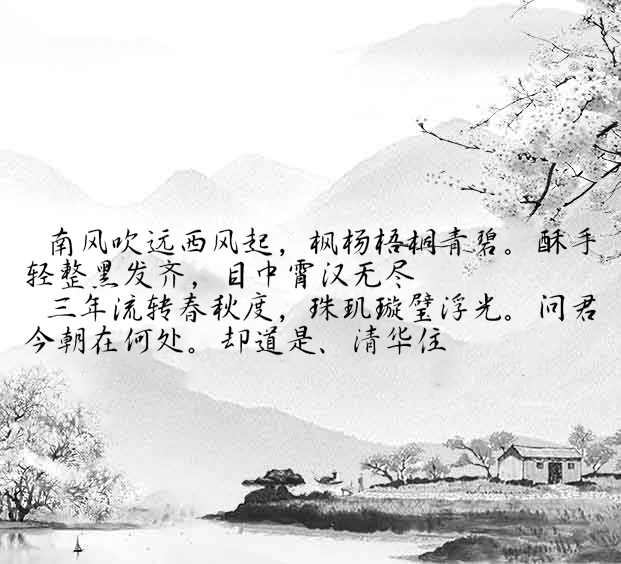 南风吹远西风起，枫杨梧桐青碧。酥手
轻整黑发齐，目中霄汉无尽
三年流转春秋度，珠玑璇璧浮光。问君
今朝在何处。却道是、清华住